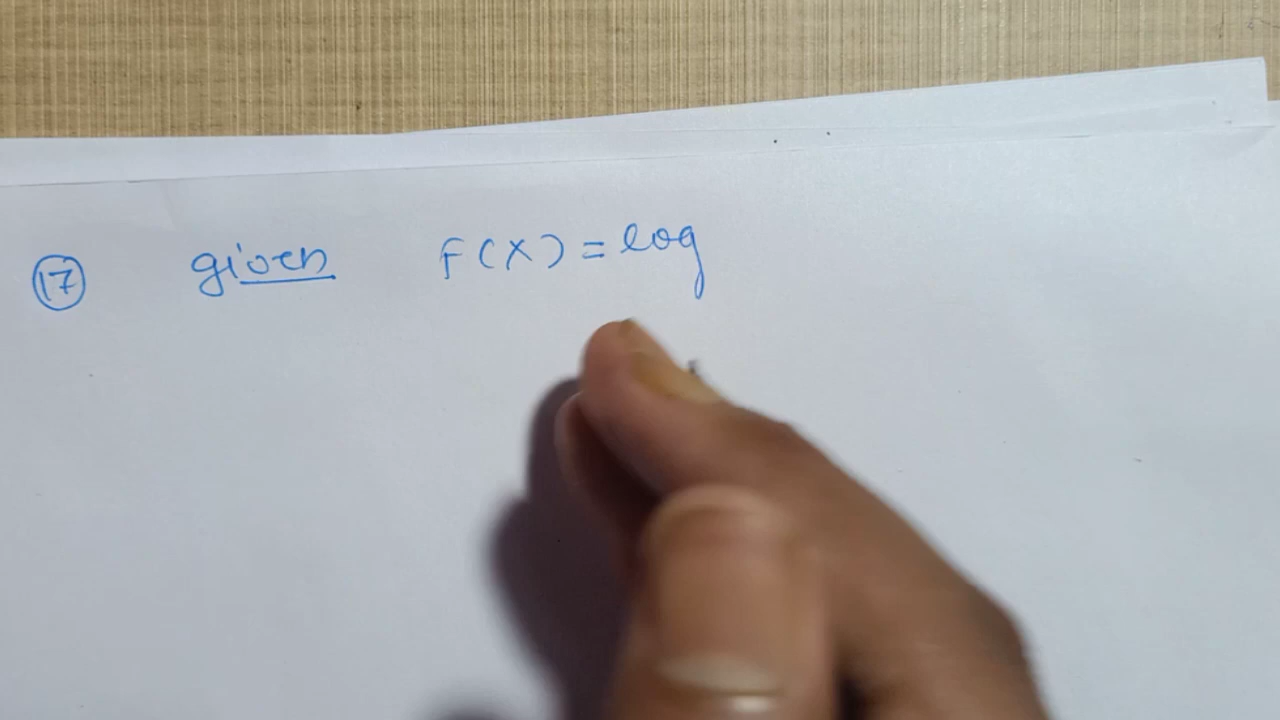 17 given F(X) = log